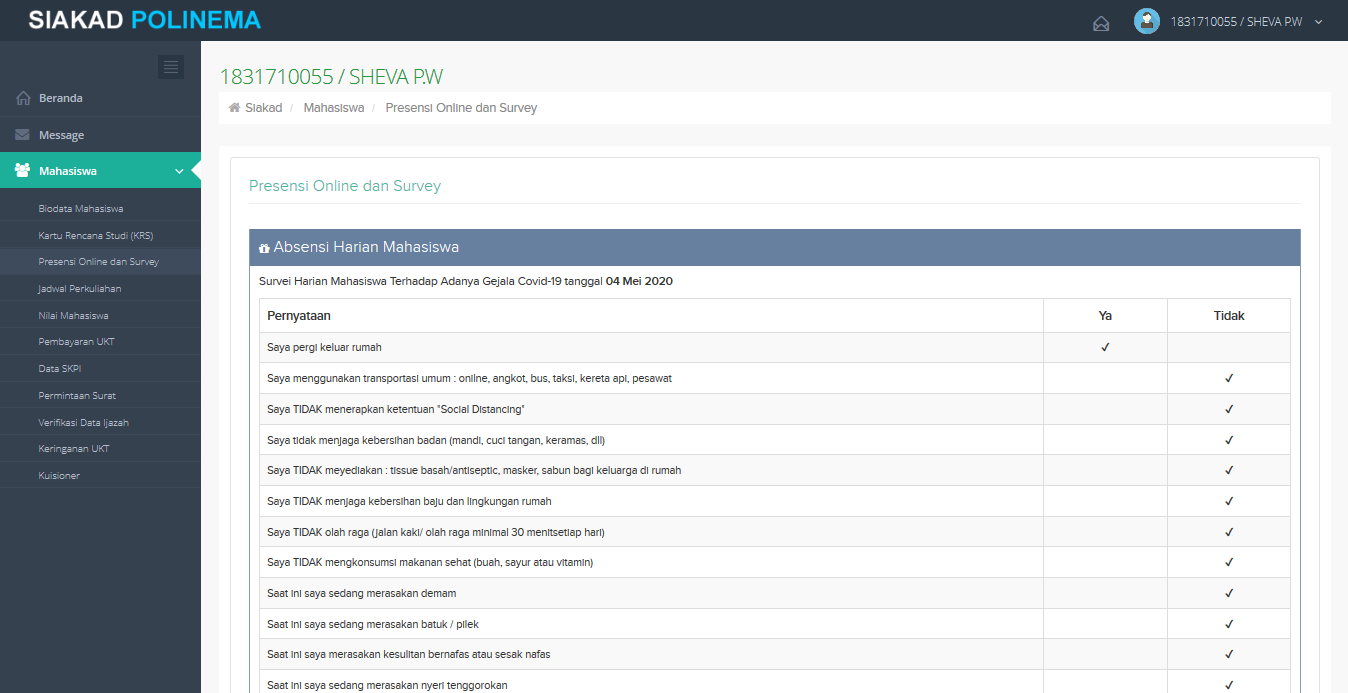 SIAKAD POLINEMA
1831710055 / SHEVA P.W
Beranda
Message
Mahasiswa
Biodata Mahasiswa
Kartu Rencana Studi (KRS)
Presensi Online dan Survey
Jadwal Perkuliahan
Nilai Mahasiswa
Pembayaran UKT
Data SKPI
Permintaan Surat
Verifikasi Data Ijazah
Keringanan UKT
Kuisioner
1831710055 / SHEVA P.W
Siakad / Mahasiswa / Presensi Online dan Survey
Presensi Online dan Survey
Absensi Harian Mahasiswa
Survei Harian Mahasiswa Terhadap Adanya Gejala Covid-19 tanggal 04 Mei 2020
Pernyataan Ya Tidak
Saya pergi keluar rumah ✓
Saya menggunakan transportasi umum : online, angkot, bus, taksi, kereta api, pesawat ✓
Saya TIDAK menerapkan ketentuan "Social Distancing" ✓
Saya tidak menjaga kebersihan badan (mandi, cuci tangan, keramas, dll) ✓
Saya TIDAK meyediakan : tissue basah/antiseptic, masker, sabun bagi keluarga di rumah ✓
Saya TIDAK menjaga kebersihan baju dan lingkungan rumah ✓
Saya TIDAK olah raga (jalan kaki/ olah raga minimal 30 menitsetiap hari) ✓
Saya TIDAK mengkonsumsi makanan sehat (buah, sayur atau vitamin) ✓
Saat ini saya sedang merasakan demam ✓
Saat ini saya sedang merasakan batuk / pilek ✓
Saat ini saya merasakan kesulitan bernafas atau sesak nafas ✓
Saat ini saya sedang merasakan nyeri tenggorokan ✓